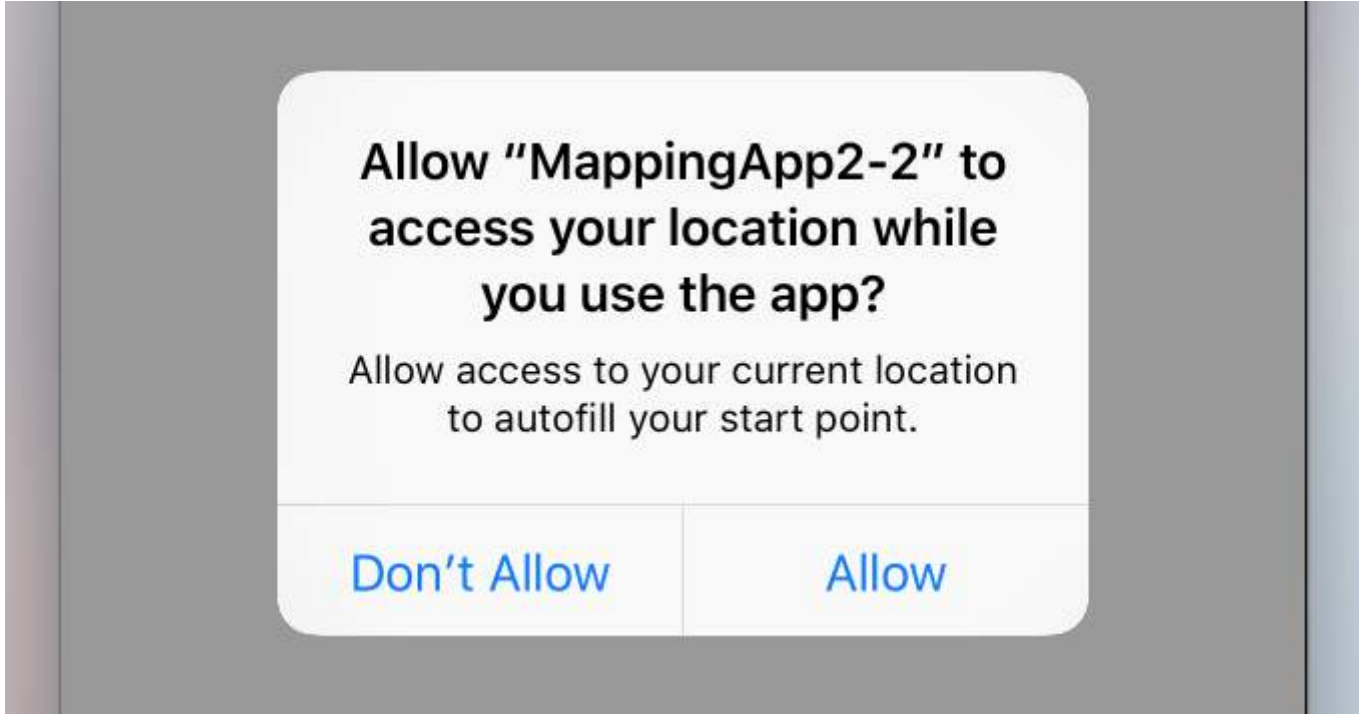 Allow “MappingApp2-2” to
access your location while
you use the app?
Allow access to your current location
to autofill your start point.
Don’t Allow
Allow